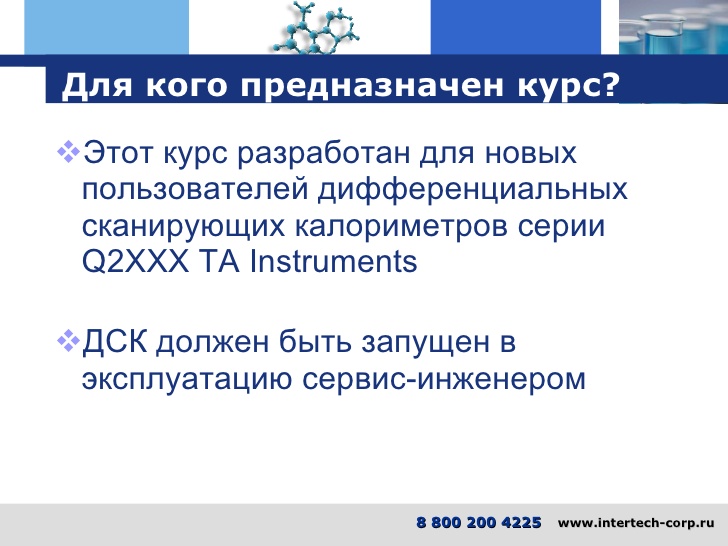 Для кого предназначен курс?
❖Этот курс разработан для новых
пользователей дифференциальных
сканирующих калориметров серии
Q2XXX TA Instruments
❖ДСК должен быть запущен в
эксплуатацию сервис-инженером
8 800 200 4225 www.intertech-corp.ru